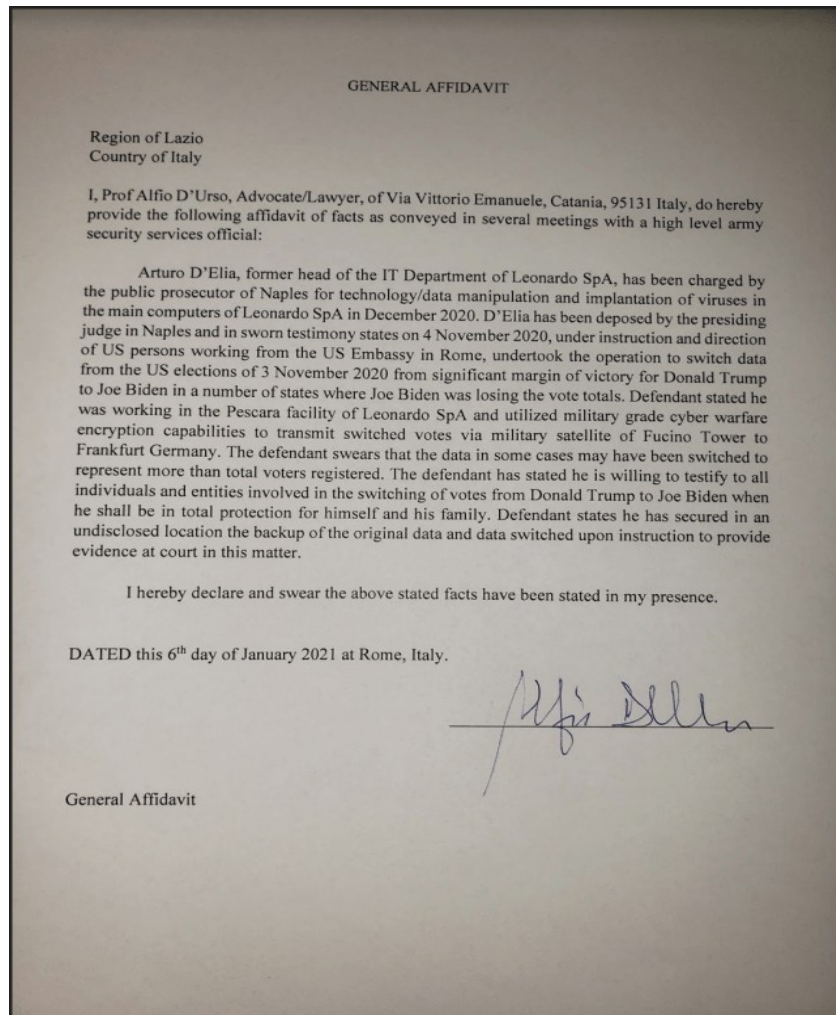 GENERAL AFFIDAVIT
Region of Lazio
Country of Italy
I, Prof Alfio D'Urso, Advocate/Lawyer, of Via Vittorio Emanuele, Catania, 95131 Italy, do hereby
provide the following affidavit of facts as conveyed in several meetings with a high level army
security services official:
Arturo D'Elia, former head of the IT Department of Leonardo SpA, has been charged by
the public prosecutor of Naples for technology/data manipulation and implantation of viruses in
the main computers of Leonardo SpA in December 2020. D'Elia has been deposed by the presiding
judge in Naples and in sworn testimony states on 4 November 2020, under instruction and direction
of US persons working from the US Embassy in Rome, undertook the operation to switch data
from the US elections of 3 November 2020 from significant margin of victory for Donald Trump
to Joe Biden in a number of states where Joe Biden was losing the vote totals. Defendant stated he
was working in the Pescara facility of Leonardo SpA and utilized military grade cyber warfare
encryption capabilities to transmit switched votes via military satellite of Fucino Tower to
Frankfurt Germany. The defendant swears that the data in some cases may have been switched to
represent more than total voters registered. The defendant has stated he is willing to testify to all
individuals and entities involved in the switching of votes from Donald Trump to Joe Biden when
he shall be in total protection for himself and his family. Defendant states he has secured in an
undisclosed location the backup of the original data and data switched upon instruction to provide
evidence at court in this matter.
I hereby declare and swear the above stated facts have been stated in my presence.
DATED this 6th day of January 2021 at Rome, Italy.
General Affidavit